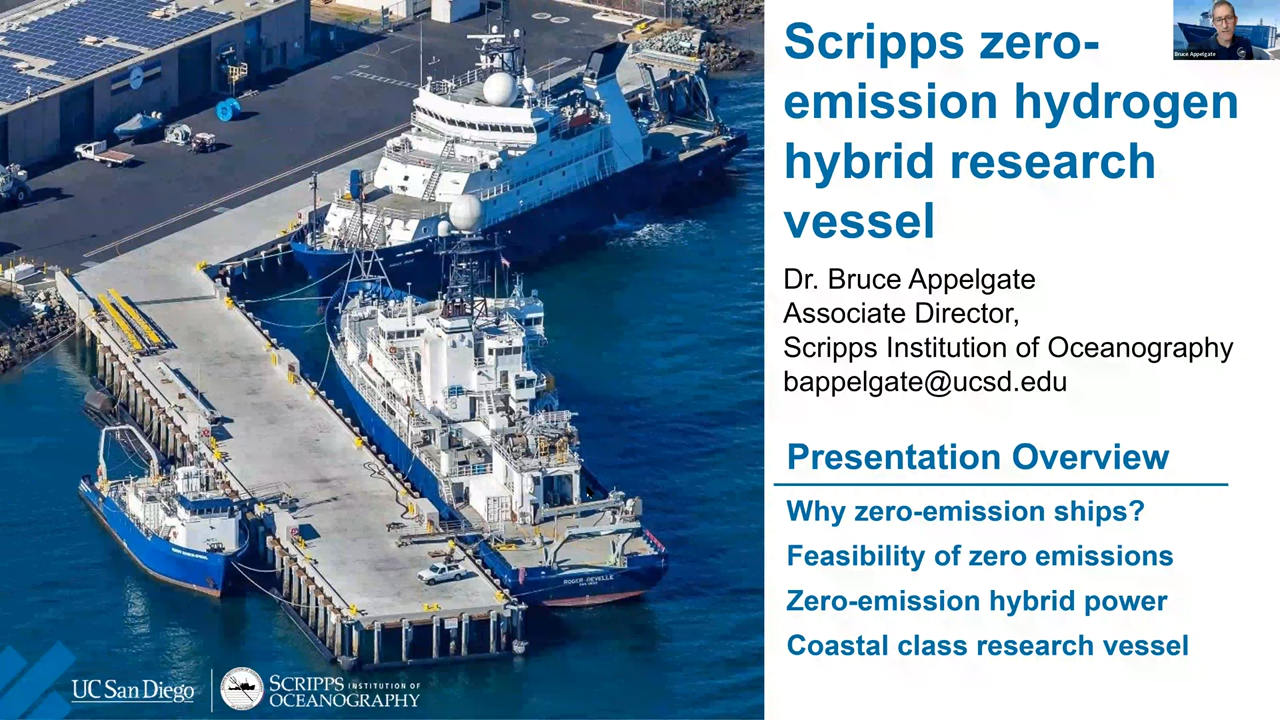 Scripps zero-
emission hydrogen
hybrid research
vessel
Bruce Appelgate
Dr. Bruce Appelgate
Associate Director,
Scripps Institution of Oceanography
bappelgate@ucsd.edu
Presentation Overview
Why zero-emission ships?
Feasibility of zero emissions
Zero-emission hybrid power
Coastal class research vessel
ROGER REVELLE
UC San Diego
SCRIPPS INSTITUTION OF
OCEANOGRAPHY